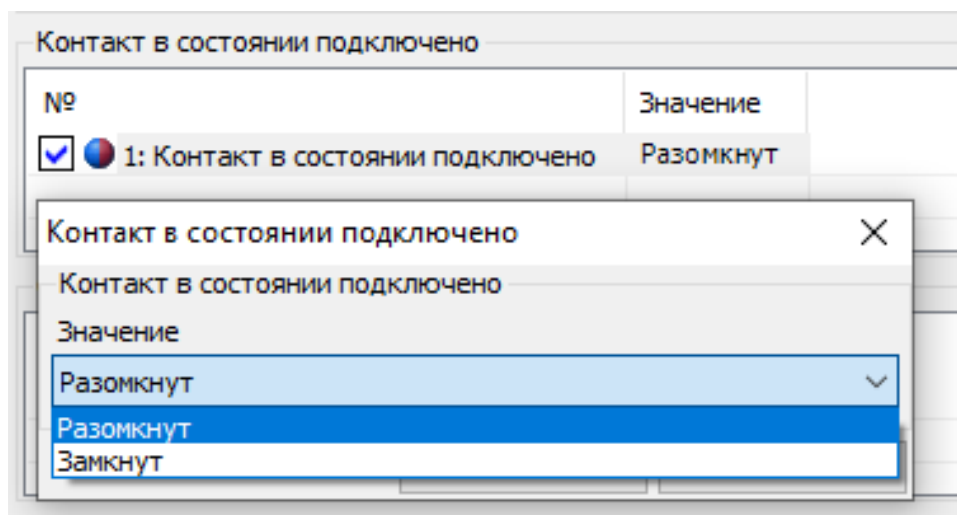 Контакт в состоянии подключено
№ Значение
1: Контакт в состоянии подключено Разомкнут
Контакт в состоянии подключено
Контакт в состоянии подключено
Значение
Разомкнут
Разомкнут
Замкнут